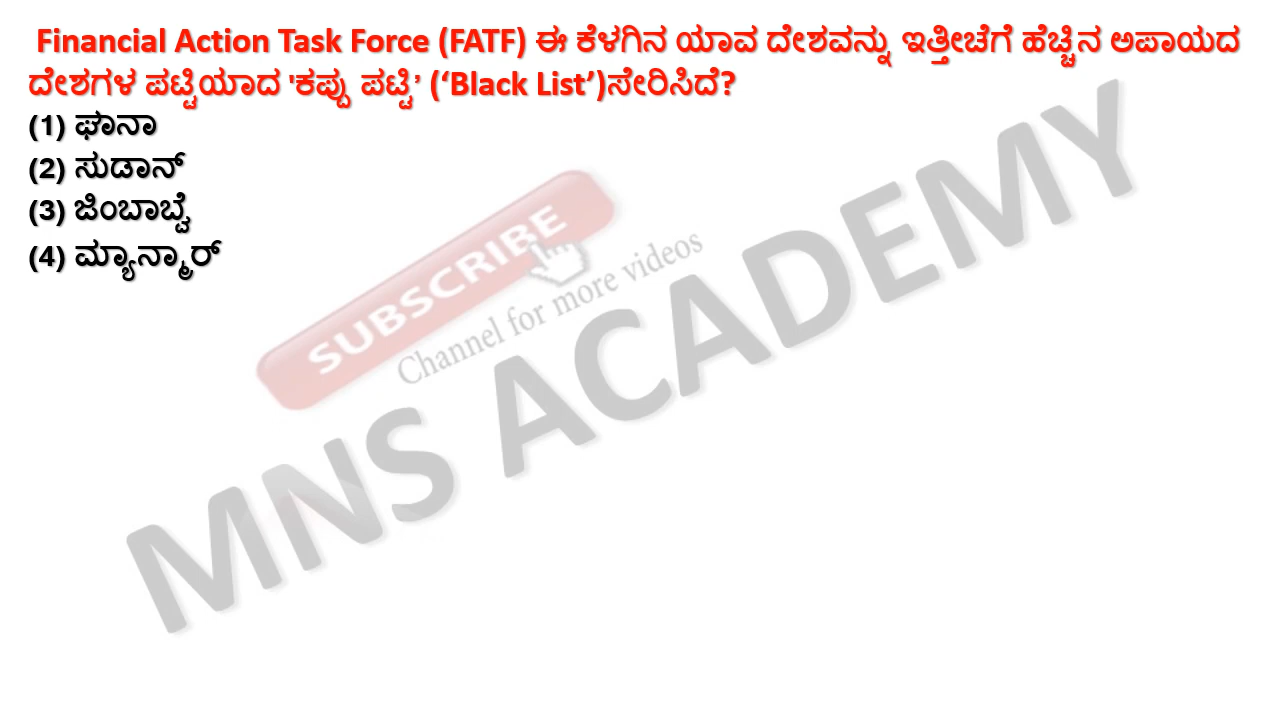 Financial Action Task Force (FATF) ಈ ಕೆಳಗಿನ ಯಾವ ದೇಶವನ್ನು ಇತ್ತೀಚೆಗೆ ಹೆಚ್ಚಿನ ಅಪಾಯದ
ದೇಶಗಳ ಪಟ್ಟಿಯಾದ 'ಕಪ್ಪು ಪಟ್ಟಿ’ (‘Black List’)ಸೇರಿಸಿದೆ?
(1) ಘಾನಾ
(2) ಸುಡಾನ್
(3) ಜಿಂಬಾಬ್ವೆ
(4) ಮ್ಯಾನ್ಮಾರ್
SUBSCRIBE
Channel for more videos
MNS ACADEMY